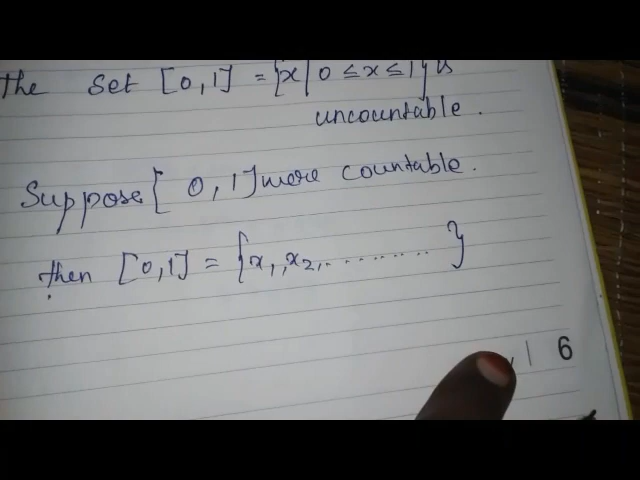 The Set [0,1] = {x | 0 ≤ x ≤ 1} is
uncountable.
Suppose [ 0, 1] were countable.
then [0,1] = {x1, x2, .......... }
6